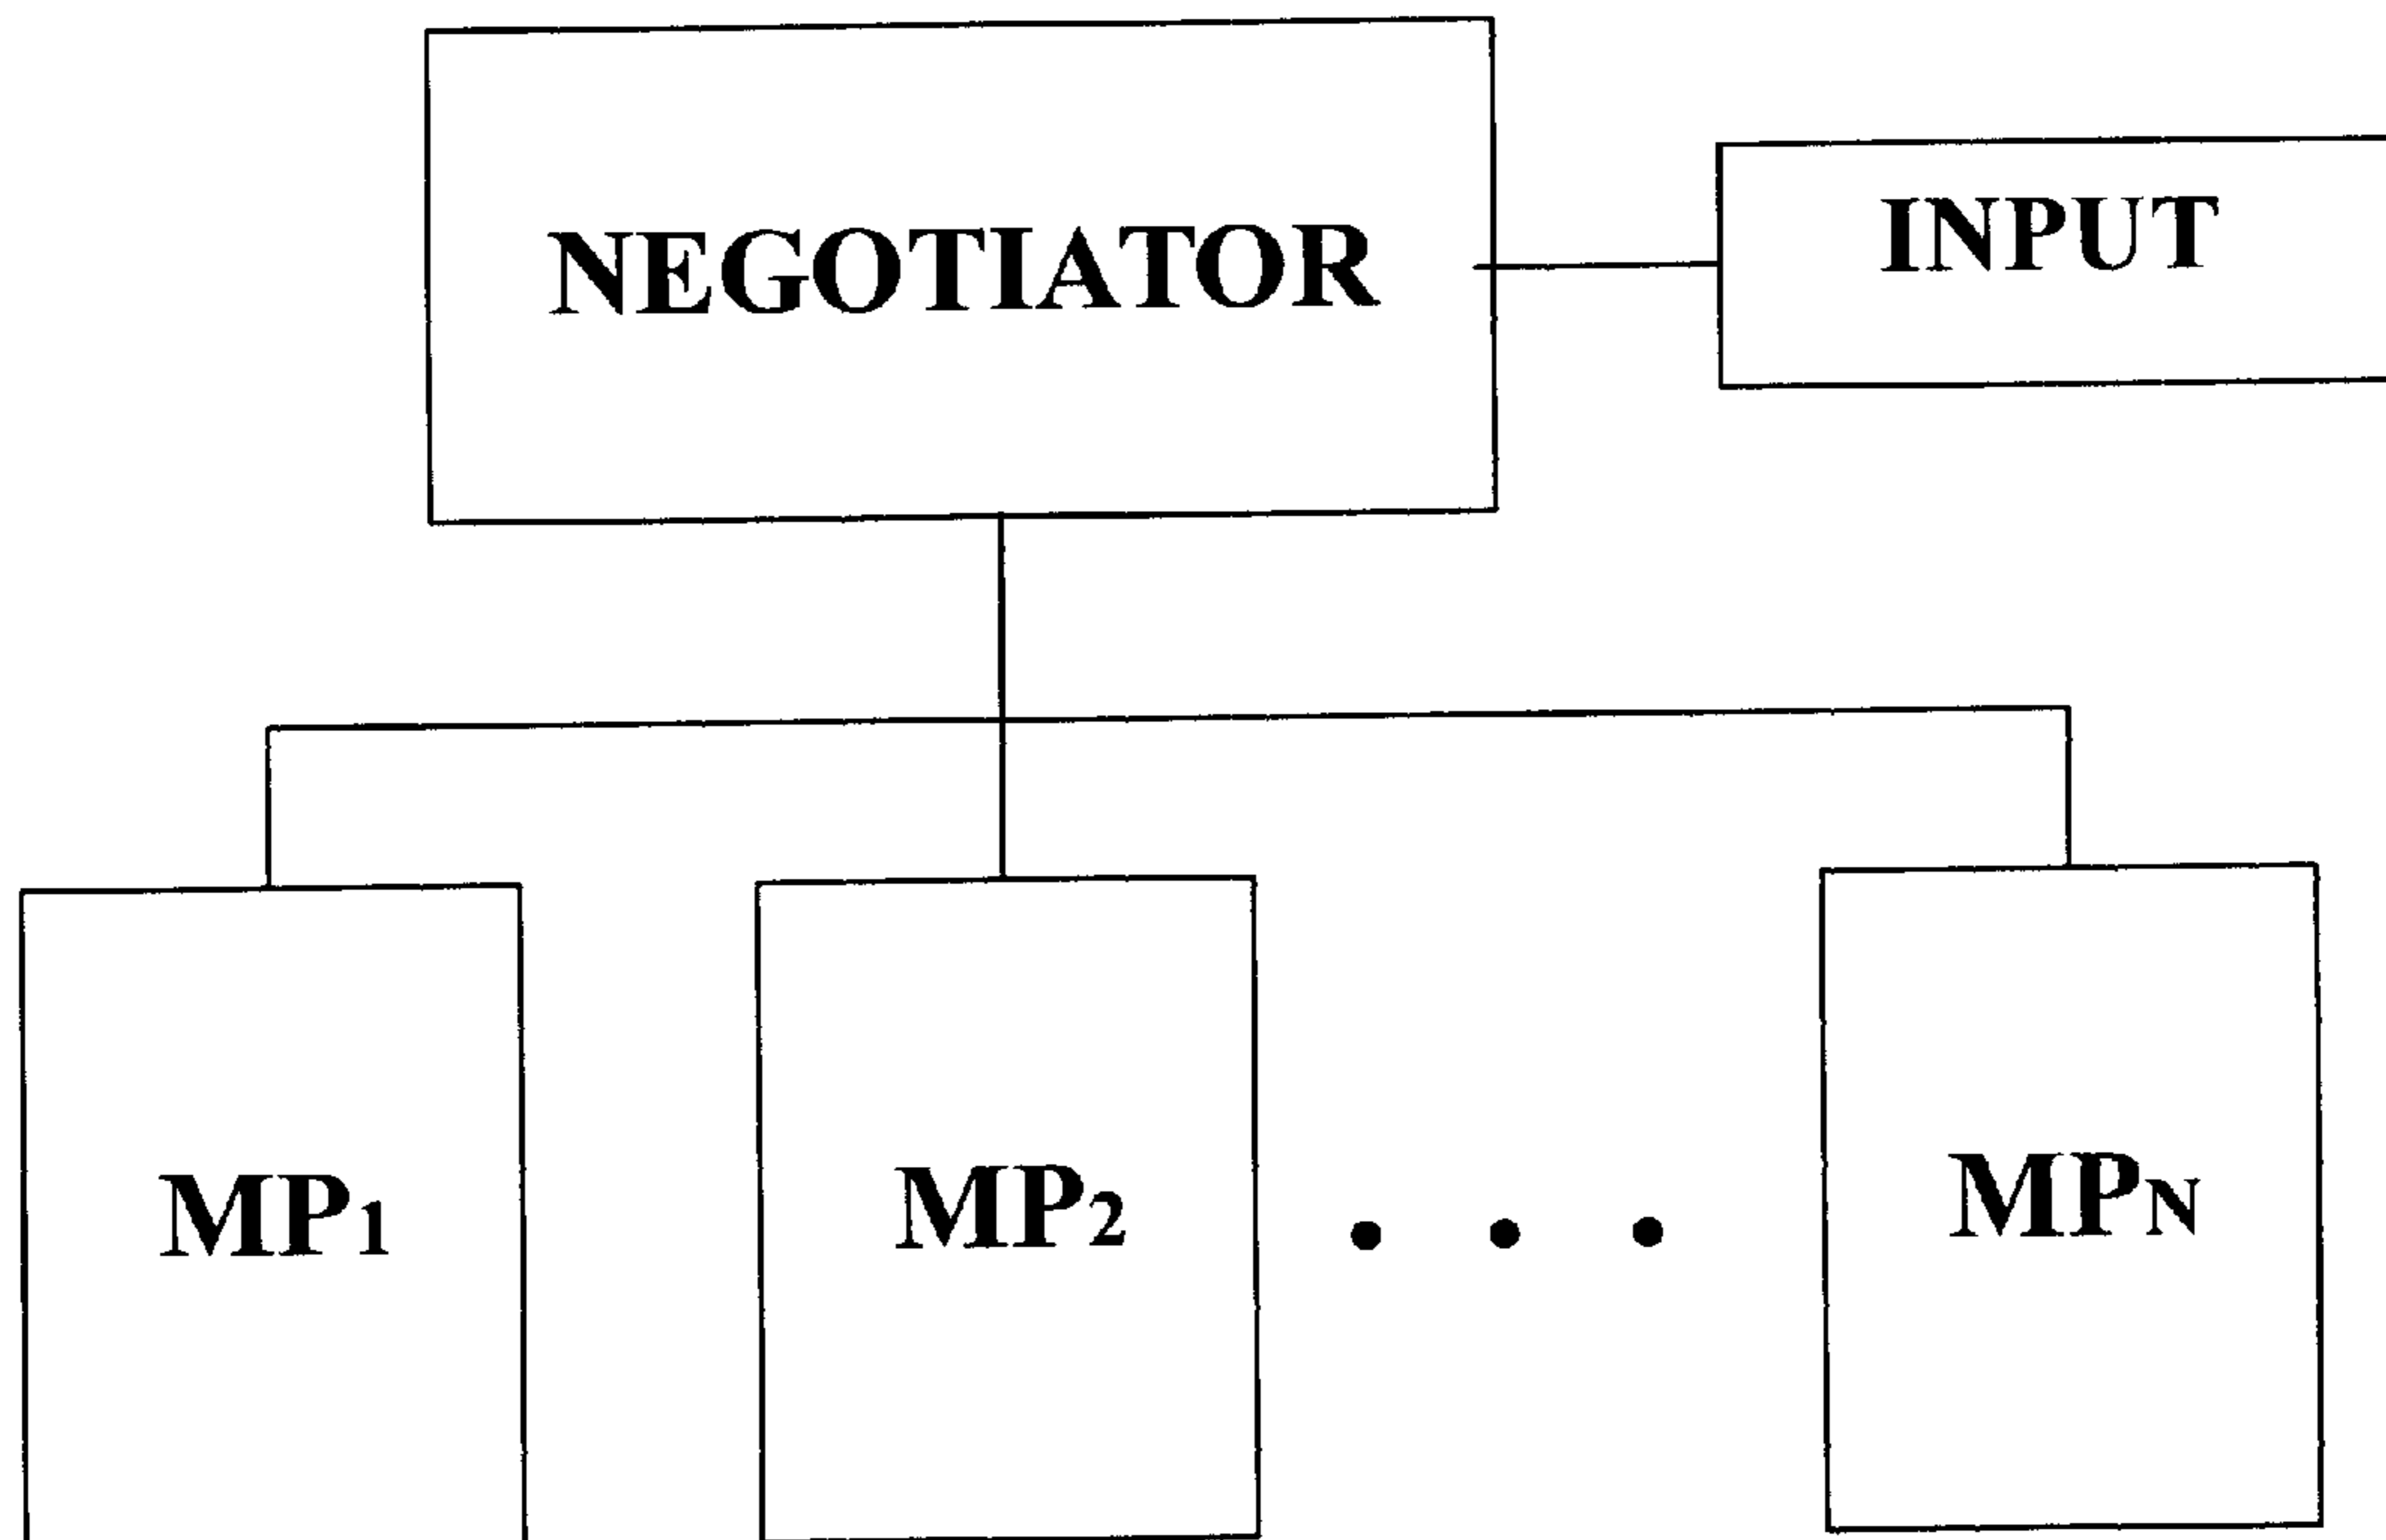 NEGOTIATOR
INPUT
MP1
MP2
• • •
MPN